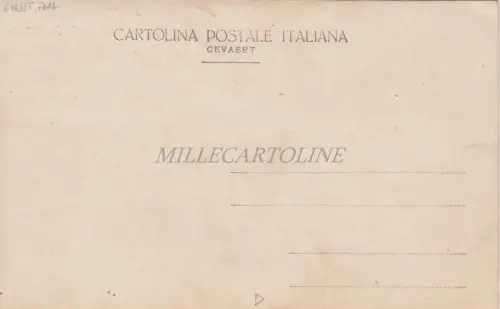 CARTOLINA POSTALE ITALIANA
GEVAERT
MILLECARTOLINE
D